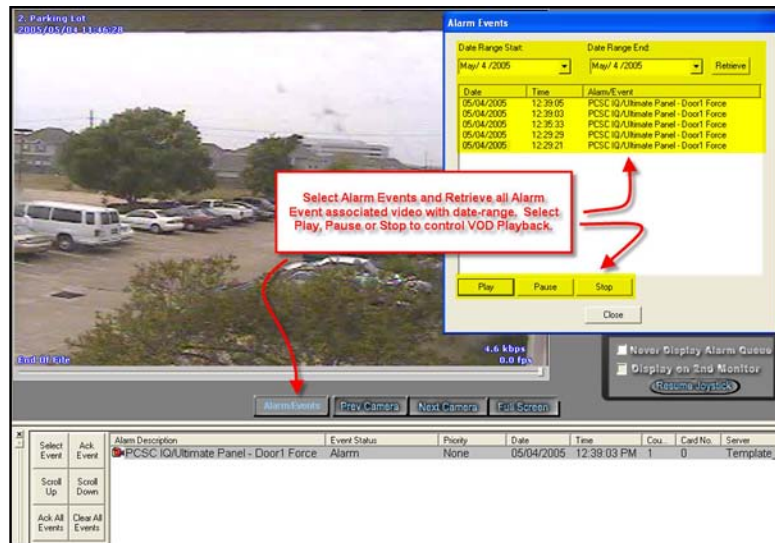 2. Parking Lot
2005/05/04 11:46:28
Alarm Events
Date Range Start:
Date Range End:
May/ 4 /2005
May/ 4 /2005
Retrieve
Date Time Alarm/Event
05/04/2005 12:39:05 PCSC IQ/Ultimate Panel - Door1 Force
05/04/2005 12:39:03 PCSC IQ/Ultimate Panel - Door1 Force
05/04/2005 12:35:33 PCSC IQ/Ultimate Panel - Door1 Force
05/04/2005 12:29:29 PCSC IQ/Ultimate Panel - Door1 Force
05/04/2005 12:29:21 PCSC IQ/Ultimate Panel - Door1 Force
Select Alarm Events and Retrieve all Alarm
Event associated video with date-range. Select
Play, Pause or Stop to control VOD Playback.
Play Pause Stop
Close
End Of File
4.6 kbps
0.0 fps
Never Display Alarm Queue
Display on 2nd Monitor
Resume Joystick
Alarm Events Prev Camera Next Camera Full Screen
Select Event
Ack Event
Scroll Up
Scroll Down
Ack All Events
Clear All Events
Alarm Description Event Status Priority Date Time Cou... Card No. Server
PCSC IQ/Ultimate Panel - Door1 Force Alarm None 05/04/2005 12:39:03 PM 1 0 Template_